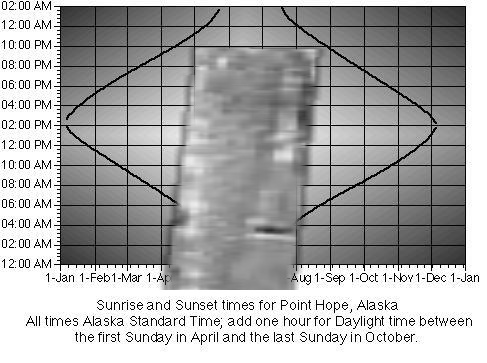 02:00 AM
12:00 AM
10:00 PM
08:00 PM
06:00 PM
04:00 PM
02:00 PM
12:00 PM
10:00 AM
08:00 AM
06:00 AM
04:00 AM
02:00 AM
12:00 AM
1-Jan 1-Feb 1-Mar Aug 1-Sep 1-Oct 1-Nov 1-Dec 1-Jan
Sunrise and Sunset times for Point Hope, Alaska
All times Alaska Standard Time; add one hour for Daylight time between
the first Sunday in April and the last Sunday in October.